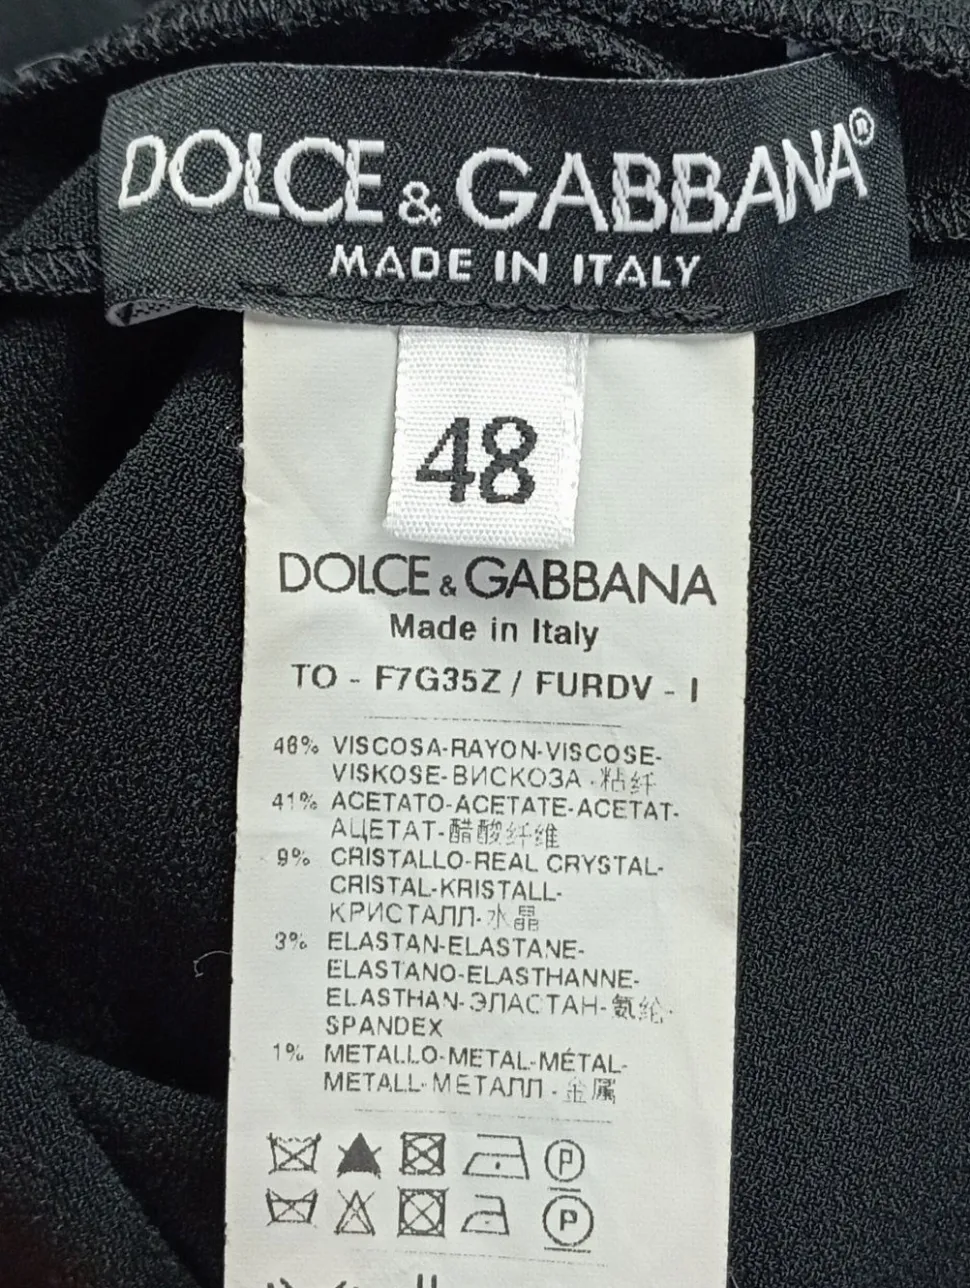 DOLCE & GABBANA®
MADE IN ITALY
48
DOLCE & GABBANA
Made in Italy
TO - F7G35Z / FURDV - I
46% VISCOSA-RAYON-VISCOSE-
VISKOSE-ВИСКОЗА-粘纤
41% ACETATO-ACETATE-ACETAT-
АЦЕТАТ-醋酸纤维
9% CRISTALLO-REAL CRYSTAL-
CRISTAL-KRISTALL-
КРИСТАЛЛ-水晶
3% ELASTAN-ELASTANE-
ELASTANO-ELASTHANNE-
ELASTHAN-ЭЛАСТАН-氨纶-
SPANDEX
1% METALLO-METAL-MÉTAL-
METALL-МЕТАЛЛ-金属
P
P